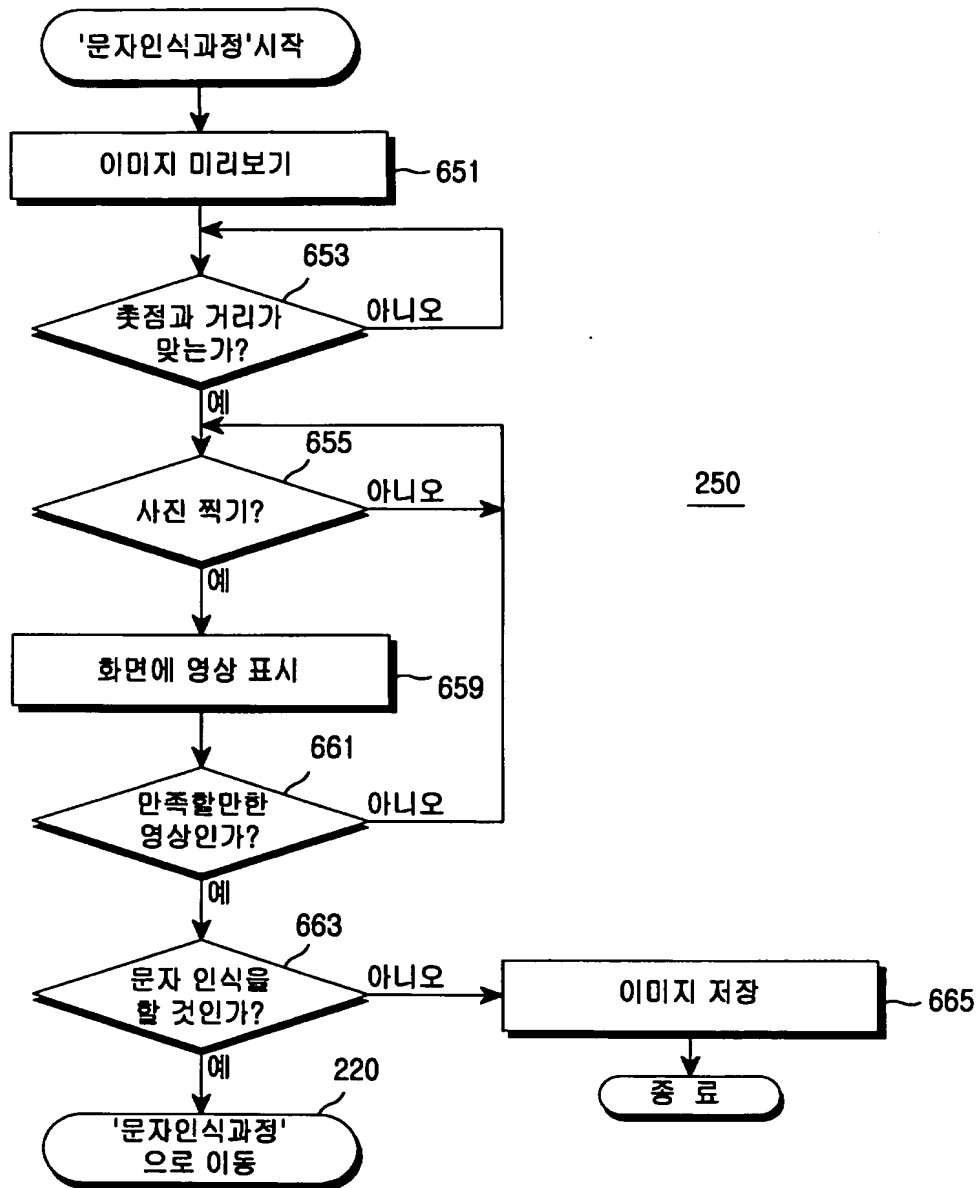 '문자인식과정'시작
이미지 미리보기
651
653
촛점과 거리가
맞는가?
아니오
예
655
사진 찍기?
아니오
250
예
화면에 영상 표시
659
661
만족할만한
영상인가?
아니오
예
663
문자 인식을
할 것인가?
아니오
이미지 저장
665
예
220
종 료
'문자인식과정'
으로 이동